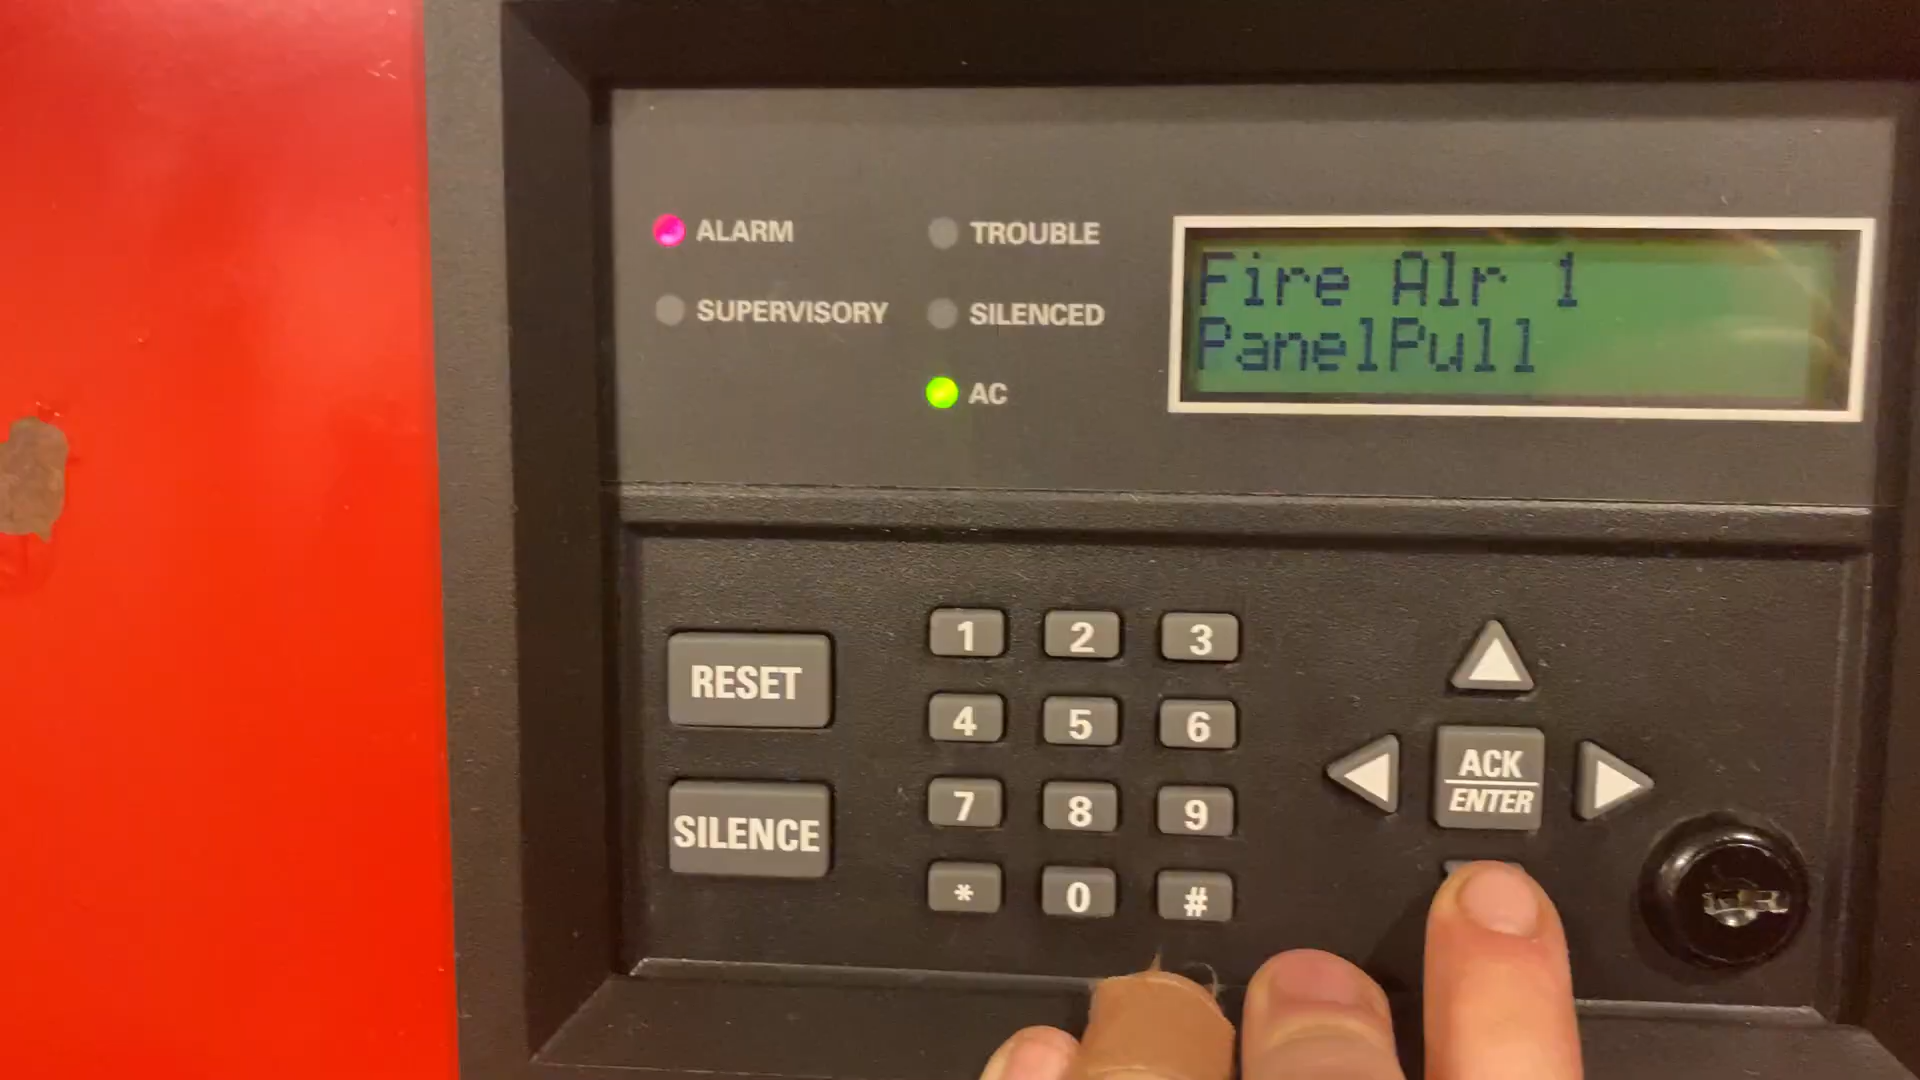 ALARM
TROUBLE
SUPERVISORY
SILENCED
AC
Fire Alr 1
PanelPull
RESET
SILENCE
1 2 3
4 5 6
7 8 9
* 0 #
ACK
ENTER